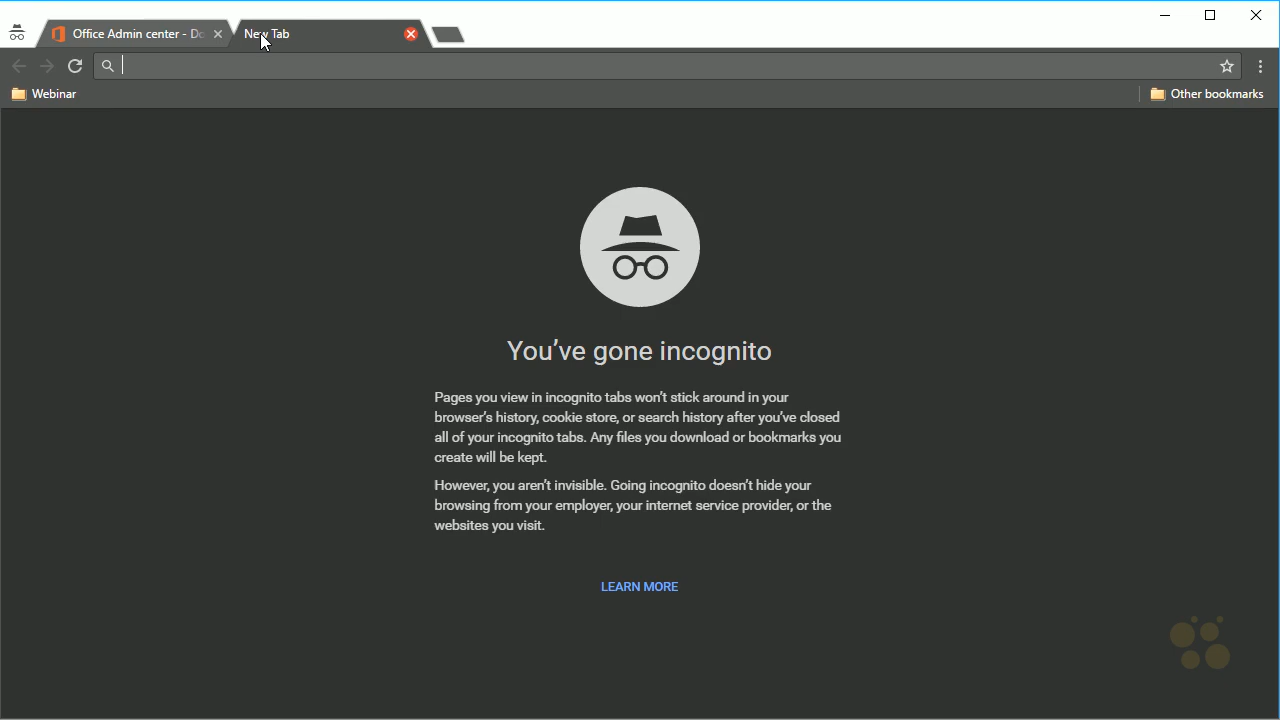 Office Admin center - Do
New Tab
Webinar
Other bookmarks
You've gone incognito
Pages you view in incognito tabs won't stick around in your
browser's history, cookie store, or search history after you've closed
all of your incognito tabs. Any files you download or bookmarks you
create will be kept.
However, you aren't invisible. Going incognito doesn't hide your
browsing from your employer, your internet service provider, or the
websites you visit.
LEARN MORE